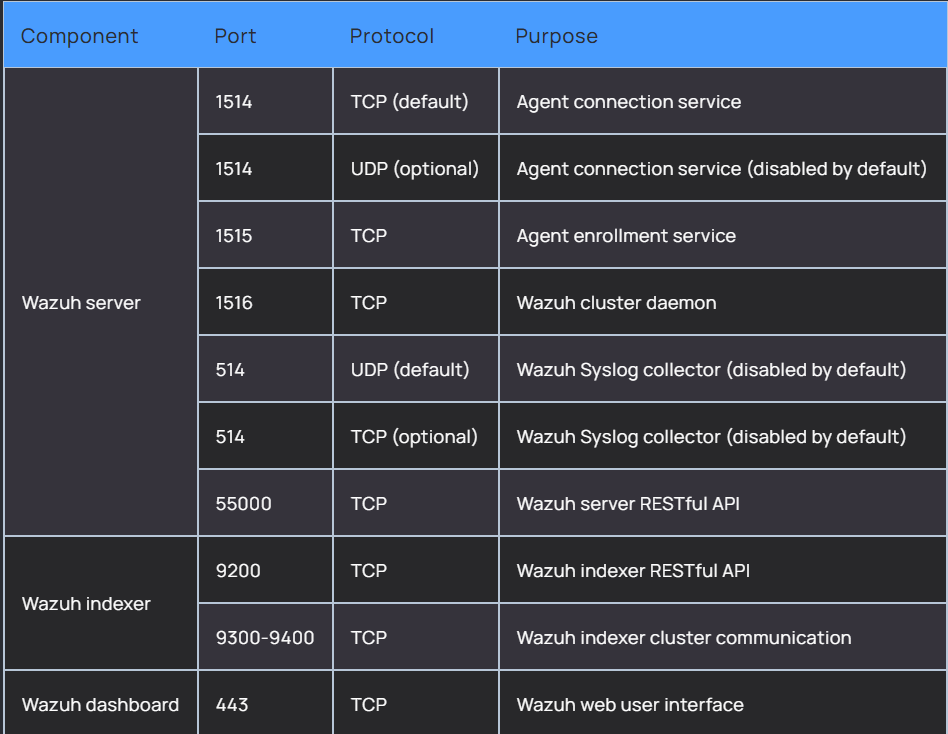 Component Port Protocol Purpose
1514 TCP (default) Agent connection service
1514 UDP (optional) Agent connection service (disabled by default)
1515 TCP Agent enrollment service
Wazuh server 1516 TCP Wazuh cluster daemon
514 UDP (default) Wazuh Syslog collector (disabled by default)
514 TCP (optional) Wazuh Syslog collector (disabled by default)
55000 TCP Wazuh server RESTful API
9200 TCP Wazuh indexer RESTful API
Wazuh indexer
9300-9400 TCP Wazuh indexer cluster communication
Wazuh dashboard 443 TCP Wazuh web user interface